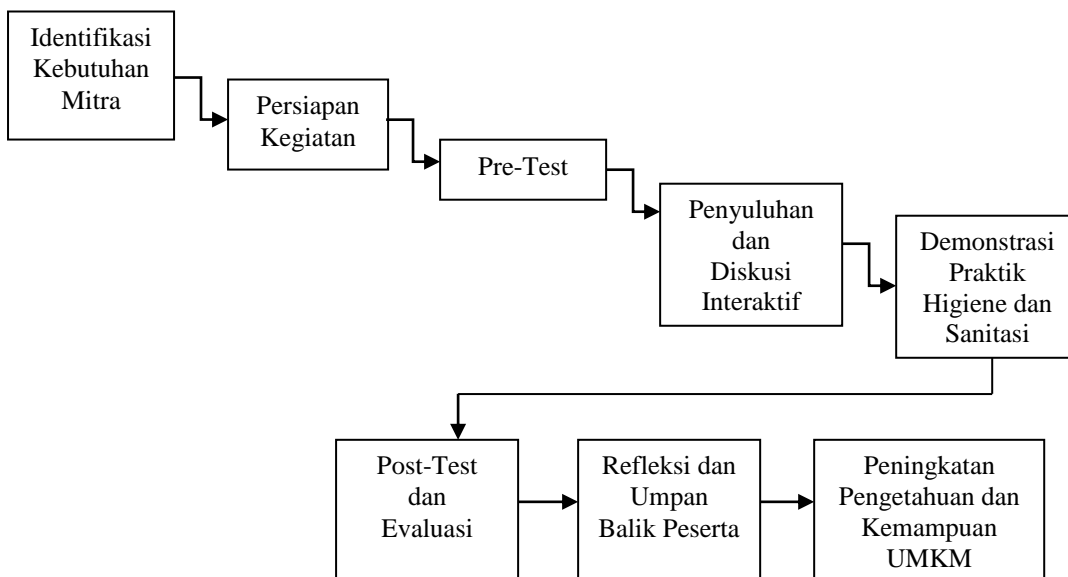 Identifikasi
Kebutuhan
Mitra
Persiapan
Kegiatan
Pre-Test
Penyuluhan
dan
Diskusi
Interaktif
Demonstrasi
Praktik
Higiene dan
Sanitasi
Post-Test
dan
Evaluasi
Refleksi dan
Umpan
Balik Peserta
Peningkatan
Pengetahuan dan
Kemampuan
UMKM